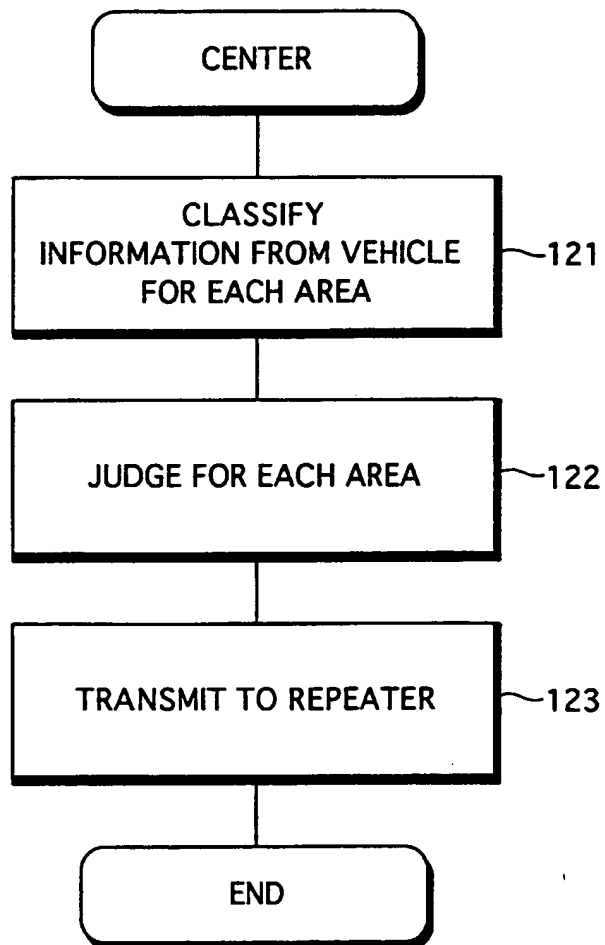 CENTER
CLASSIFY
INFORMATION FROM VEHICLE
FOR EACH AREA
121
JUDGE FOR EACH AREA
122
TRANSMIT TO REPEATER
123
END